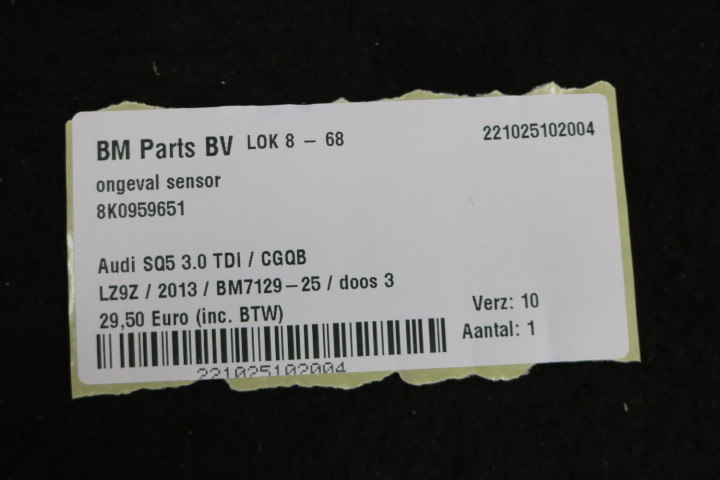 BM Parts BV LOK 8 – 68 221025102004
ongeval sensor
8K0959651
Audi SQ5 3.0 TDI / CGQB
LZ9Z / 2013 / BM7129–25 / doos 3
Verz: 10
29,50 Euro (inc. BTW)
Aantal: 1
221025102004